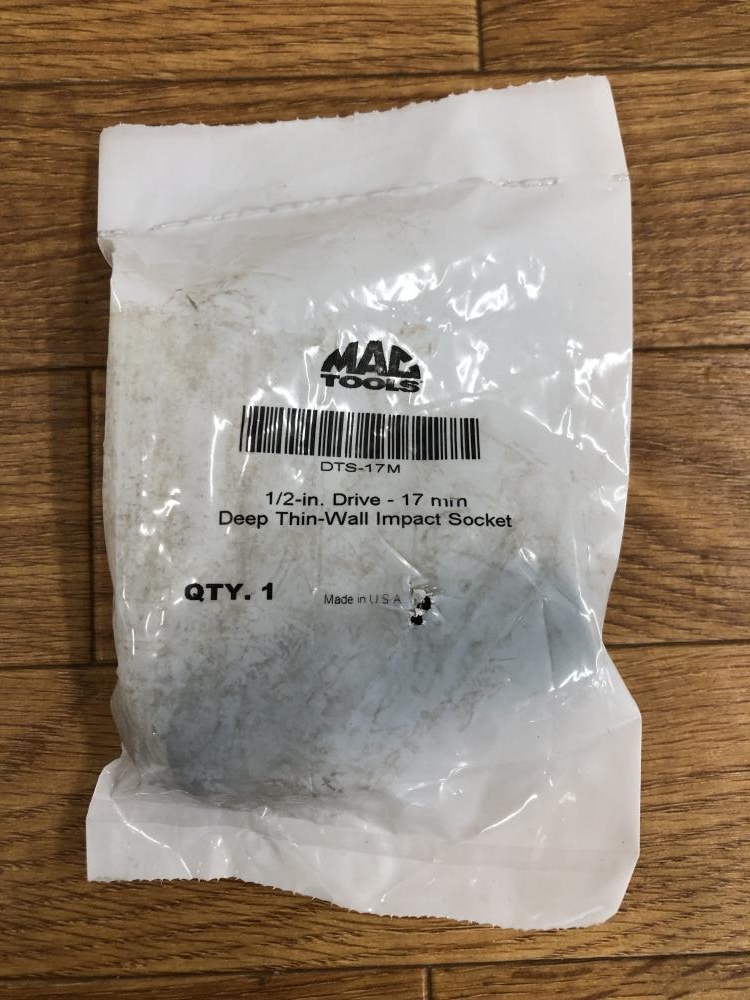 MAC
TOOLS
DTS-17M
1/2-in. Drive - 17 mm
Deep Thin-Wall Impact Socket
QTY. 1
Made in U S A